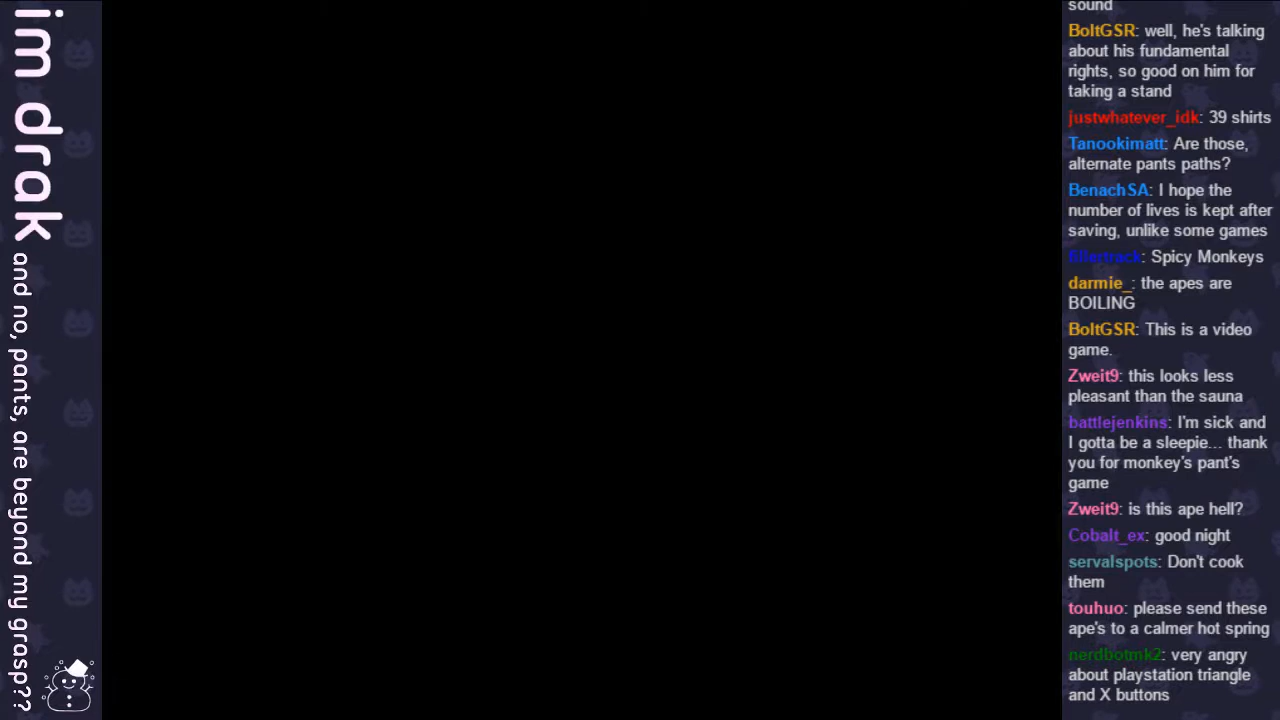 im drak and no, pants, are beyond my grasp??
sound
BoltGSR: well, he's talking
about his fundamental
rights, so good on him for
taking a stand
justwhatever_idk: 39 shirts
Tanookimatt: Are those,
alternate pants paths?
BenachSA: I hope the
number of lives is kept after
saving, unlike some games
fillertrack: Spicy Monkeys
darmie_: the apes are
BOILING
BoltGSR: This is a video
game.
Zweit9: this looks less
pleasant than the sauna
battlejenkins: I'm sick and
I gotta be a sleepie... thank
you for monkey's pant's
game
Zweit9: is this ape hell?
Cobalt_ex: good night
servalspots: Don't cook
them
touhuo: please send these
ape's to a calmer hot spring
nerdbotmk2: very angry
about playstation triangle
and X buttons